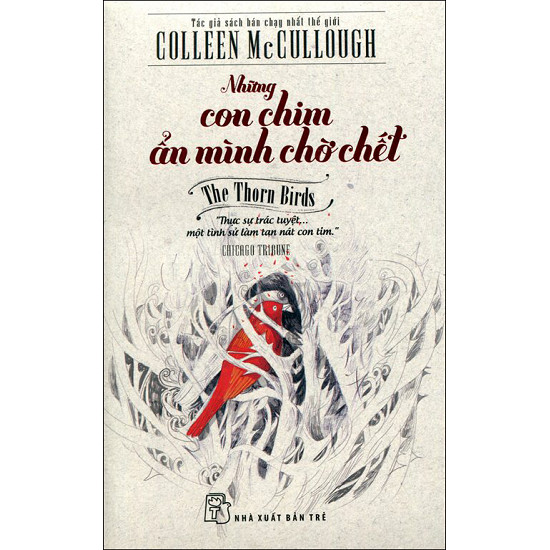 Tác giả sách bán chạy nhất thế giới
COLLEEN McCULLOUGH
Những
con chim
ẩn mình chờ chết
The Thorn Birds
"Thực sự trác tuyệt,..
một tình sử làm tan nát con tim."
CHICAGO TRIBUNE
NHÀ XUẤT BẢN TRẺ